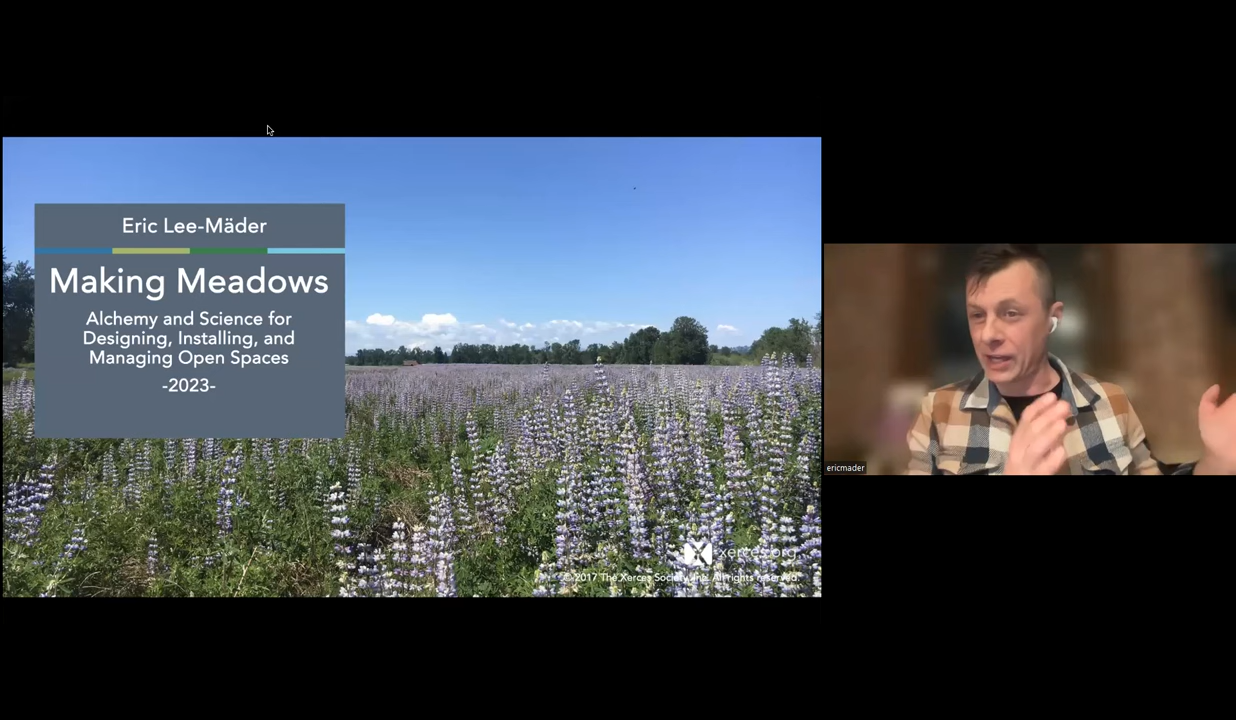 Eric Lee-Mäder
Making Meadows
Alchemy and Science for
Designing, Installing, and
Managing Open Spaces
-2023-
xerces.org
© 2017 The Xerces Society, Inc. All rights reserved.
ericmader